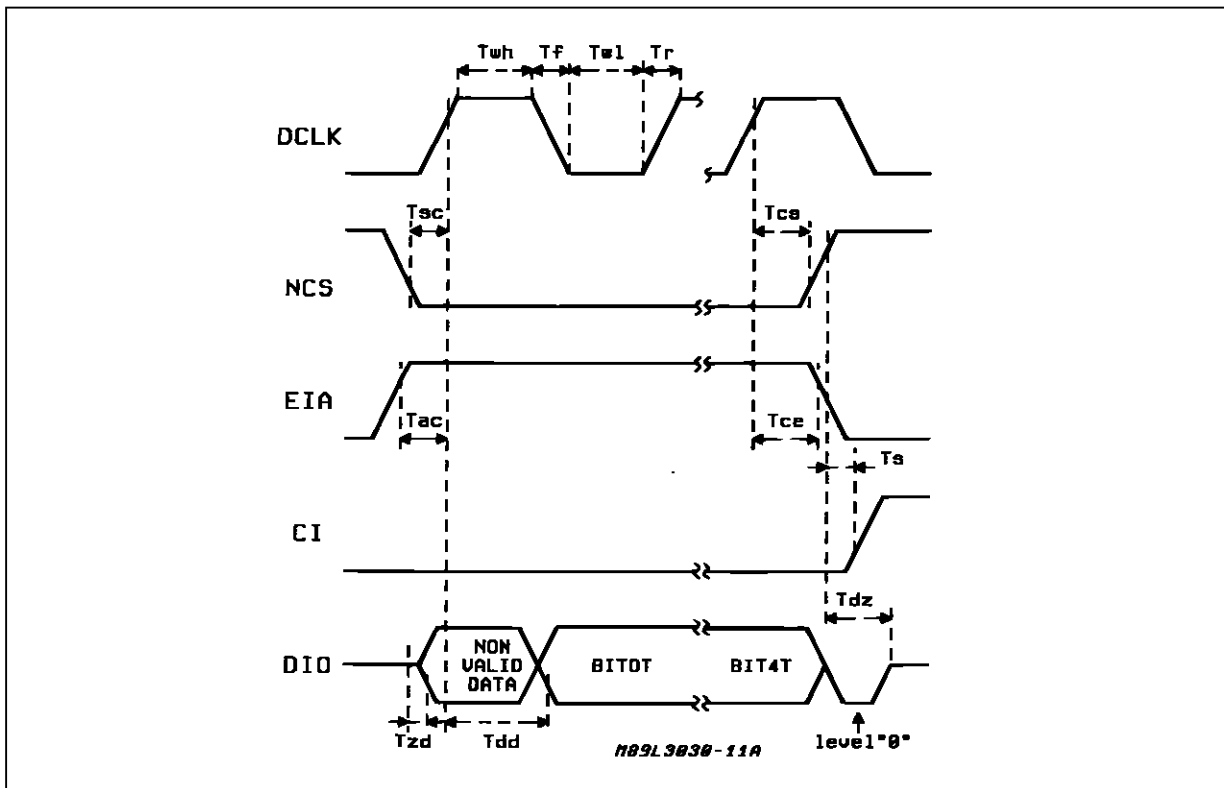 Twh Tf Twl Tr
DCLK
Tsc Tcs
NCS
EIA
Tac Tce
Ts
CI
Tdz
DIO
NON
VALID
DATA
BIT0T BIT4T
Tzd Tdd
M89L3030-11A
level"0"